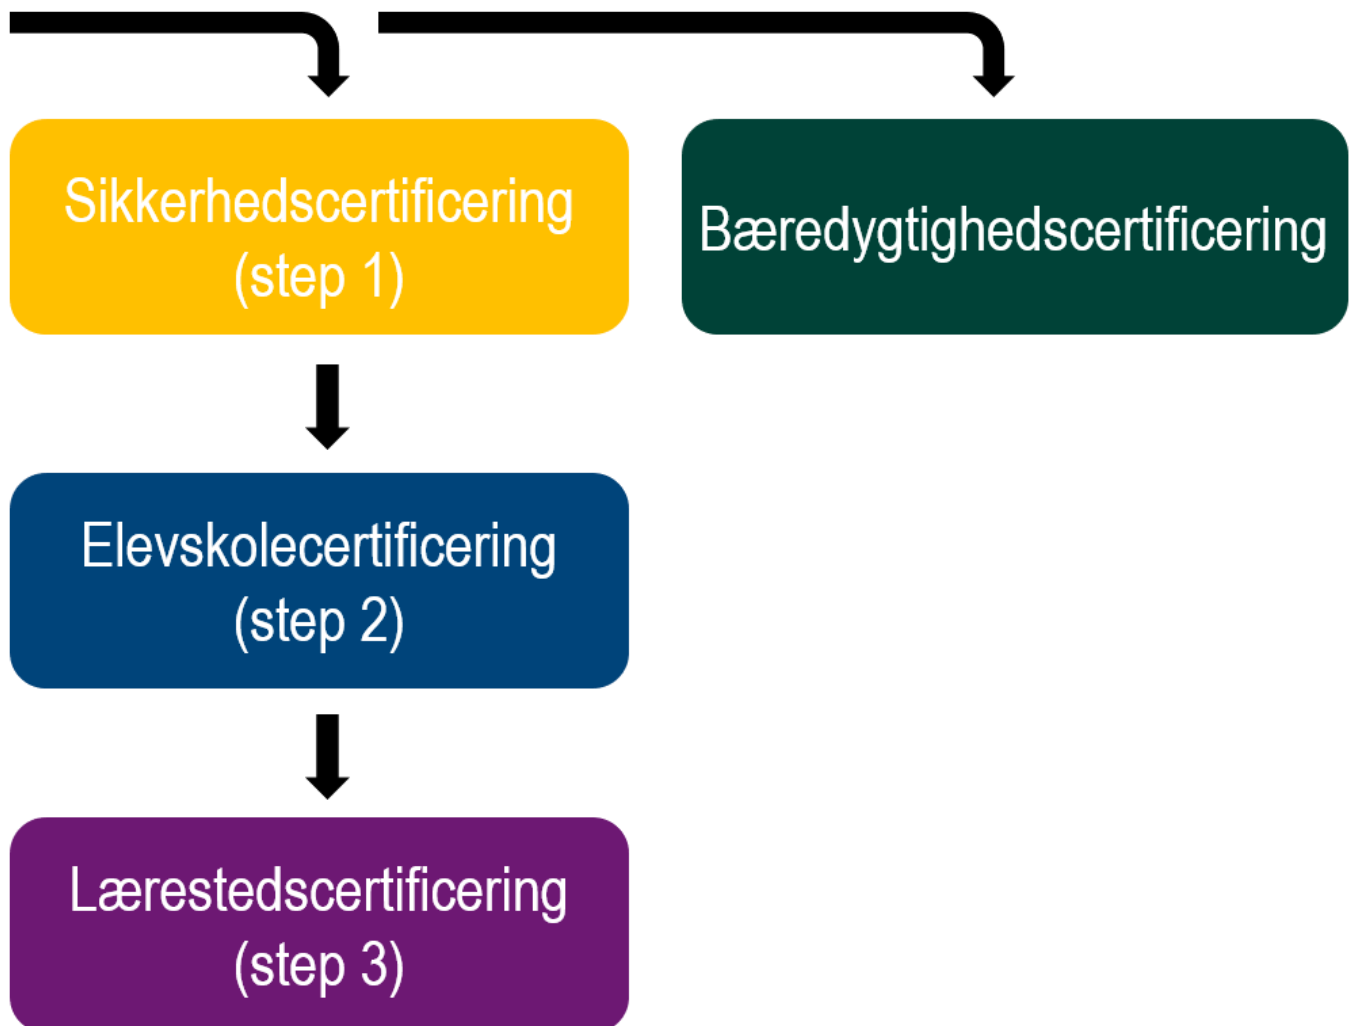 Sikkerhedscertificering
(step 1)
Bæredygtighedscertificering
Elevskolecertificering
(step 2)
Lærestedscertificering
(step 3)